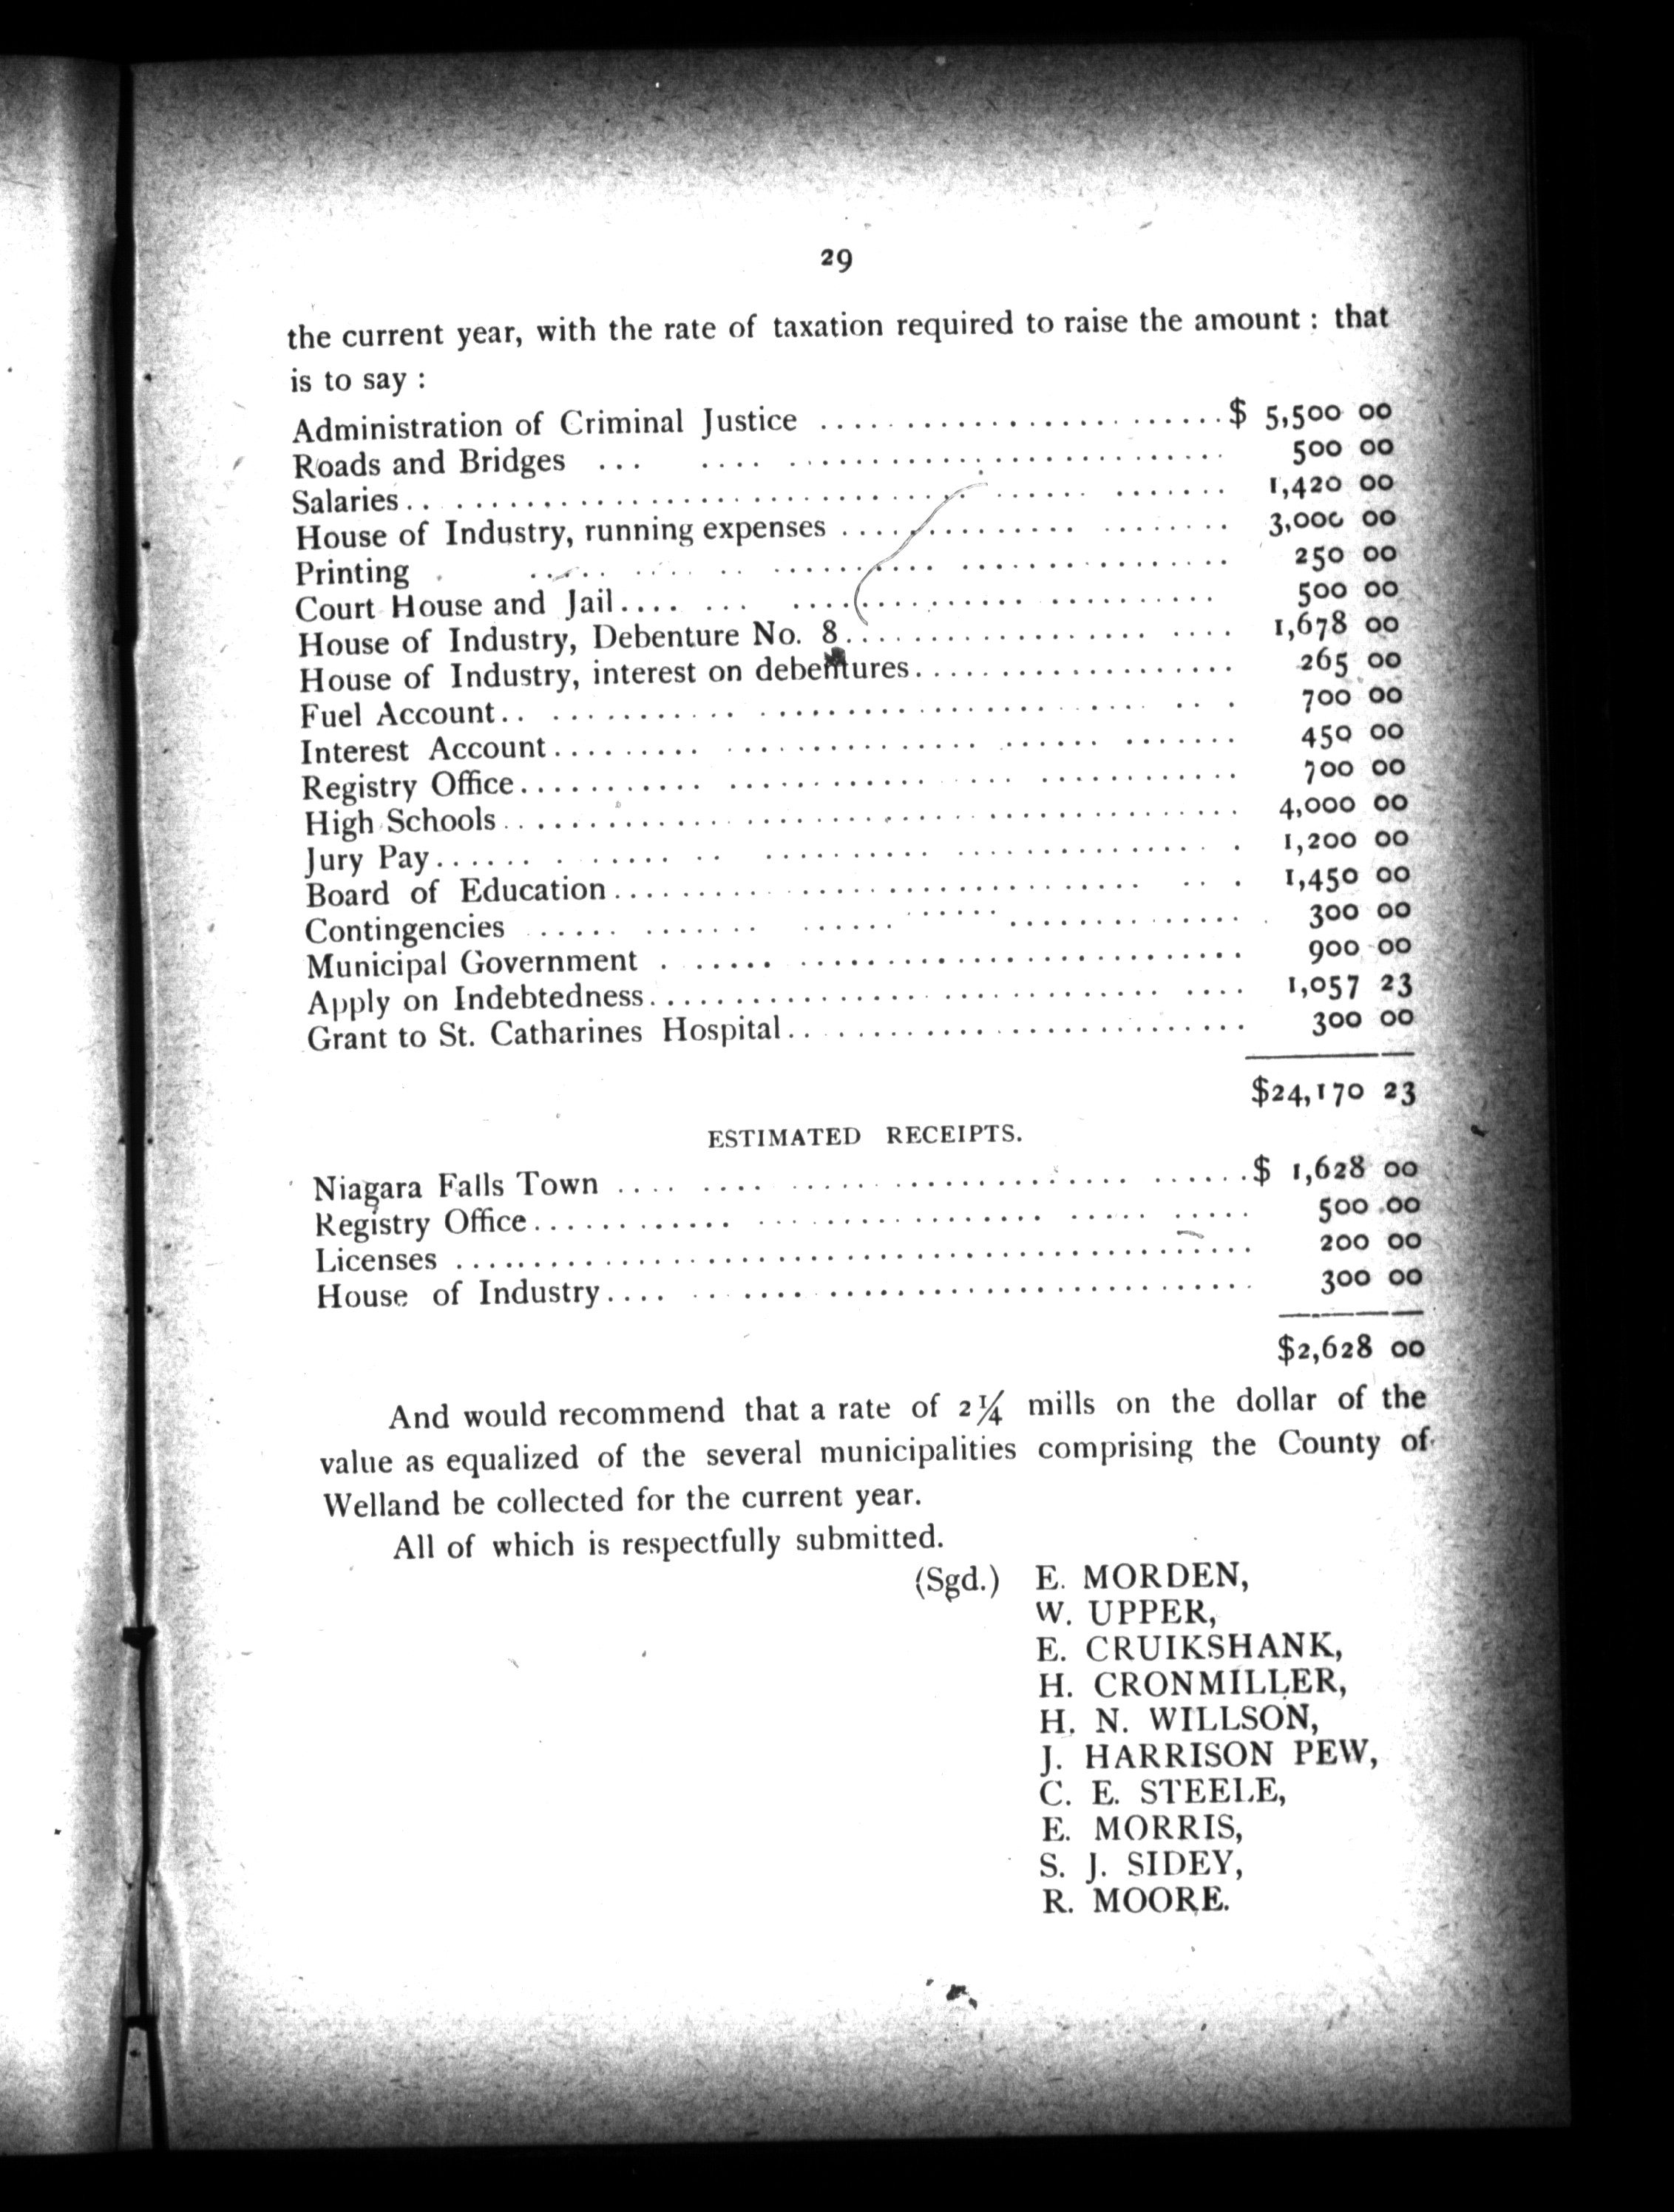 29
the current year, with the rate of taxation required to raise the amount : that
is to say :
Administration of Criminal Justice ........................$ 5,500 00
Roads and Bridges ... .... ........................ 500 00
Salaries.. .................................... 1,420 00
House of Industry, running expenses ...................... 3,000 00
Printing ..... .... .. ........................ 250 00
Court House and Jail.... ... ........................ 500 00
House of Industry, Debenture No. 8...................... 1,678 00
House of Industry, interest on debentures.................. 265 00
Fuel Account.. .................................. 700 00
Interest Account.................................... 450 00
Registry Office.................................... 700 00
High Schools...................................... 4,000 00
Jury Pay...... ................................ 1,200 00
Board of Education.................................. 1,450 00
Contingencies .................................... 300 00
Municipal Government .............................. 900 00
Apply on Indebtedness................................ 1,057 23
Grant to St. Catharines Hospital.......................... 300 00
$24,170 23
ESTIMATED RECEIPTS.
Niagara Falls Town ..................................$ 1,628 00
Registry Office...................................... 500 00
Licenses .......................................... 200 00
House of Industry.................................. 300 00
$2,628 00
And would recommend that a rate of 2¼ mills on the dollar of the
value as equalized of the several municipalities comprising the County of
Welland be collected for the current year.
All of which is respectfully submitted.
(Sgd.) E. MORDEN,
W. UPPER,
E. CRUIKSHANK,
H. CRONMILLER,
H. N. WILLSON,
J. HARRISON PEW,
C. E. STEELE,
E. MORRIS,
S. J. SIDEY,
R. MOORE.